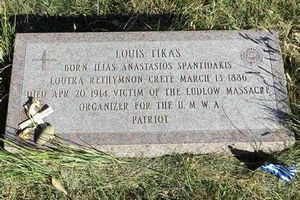 LOUIS TIKAS
BORN ILIAS ANASTASIOS SPANTIDAKIS
LOUTRA RETHYMNON CRETE MARCH 13 1886
DIED APR. 20, 1914, VICTIM OF THE LUDLOW MASSACRE
ORGANIZER FOR THE U.M.W.A.
PATRIOT